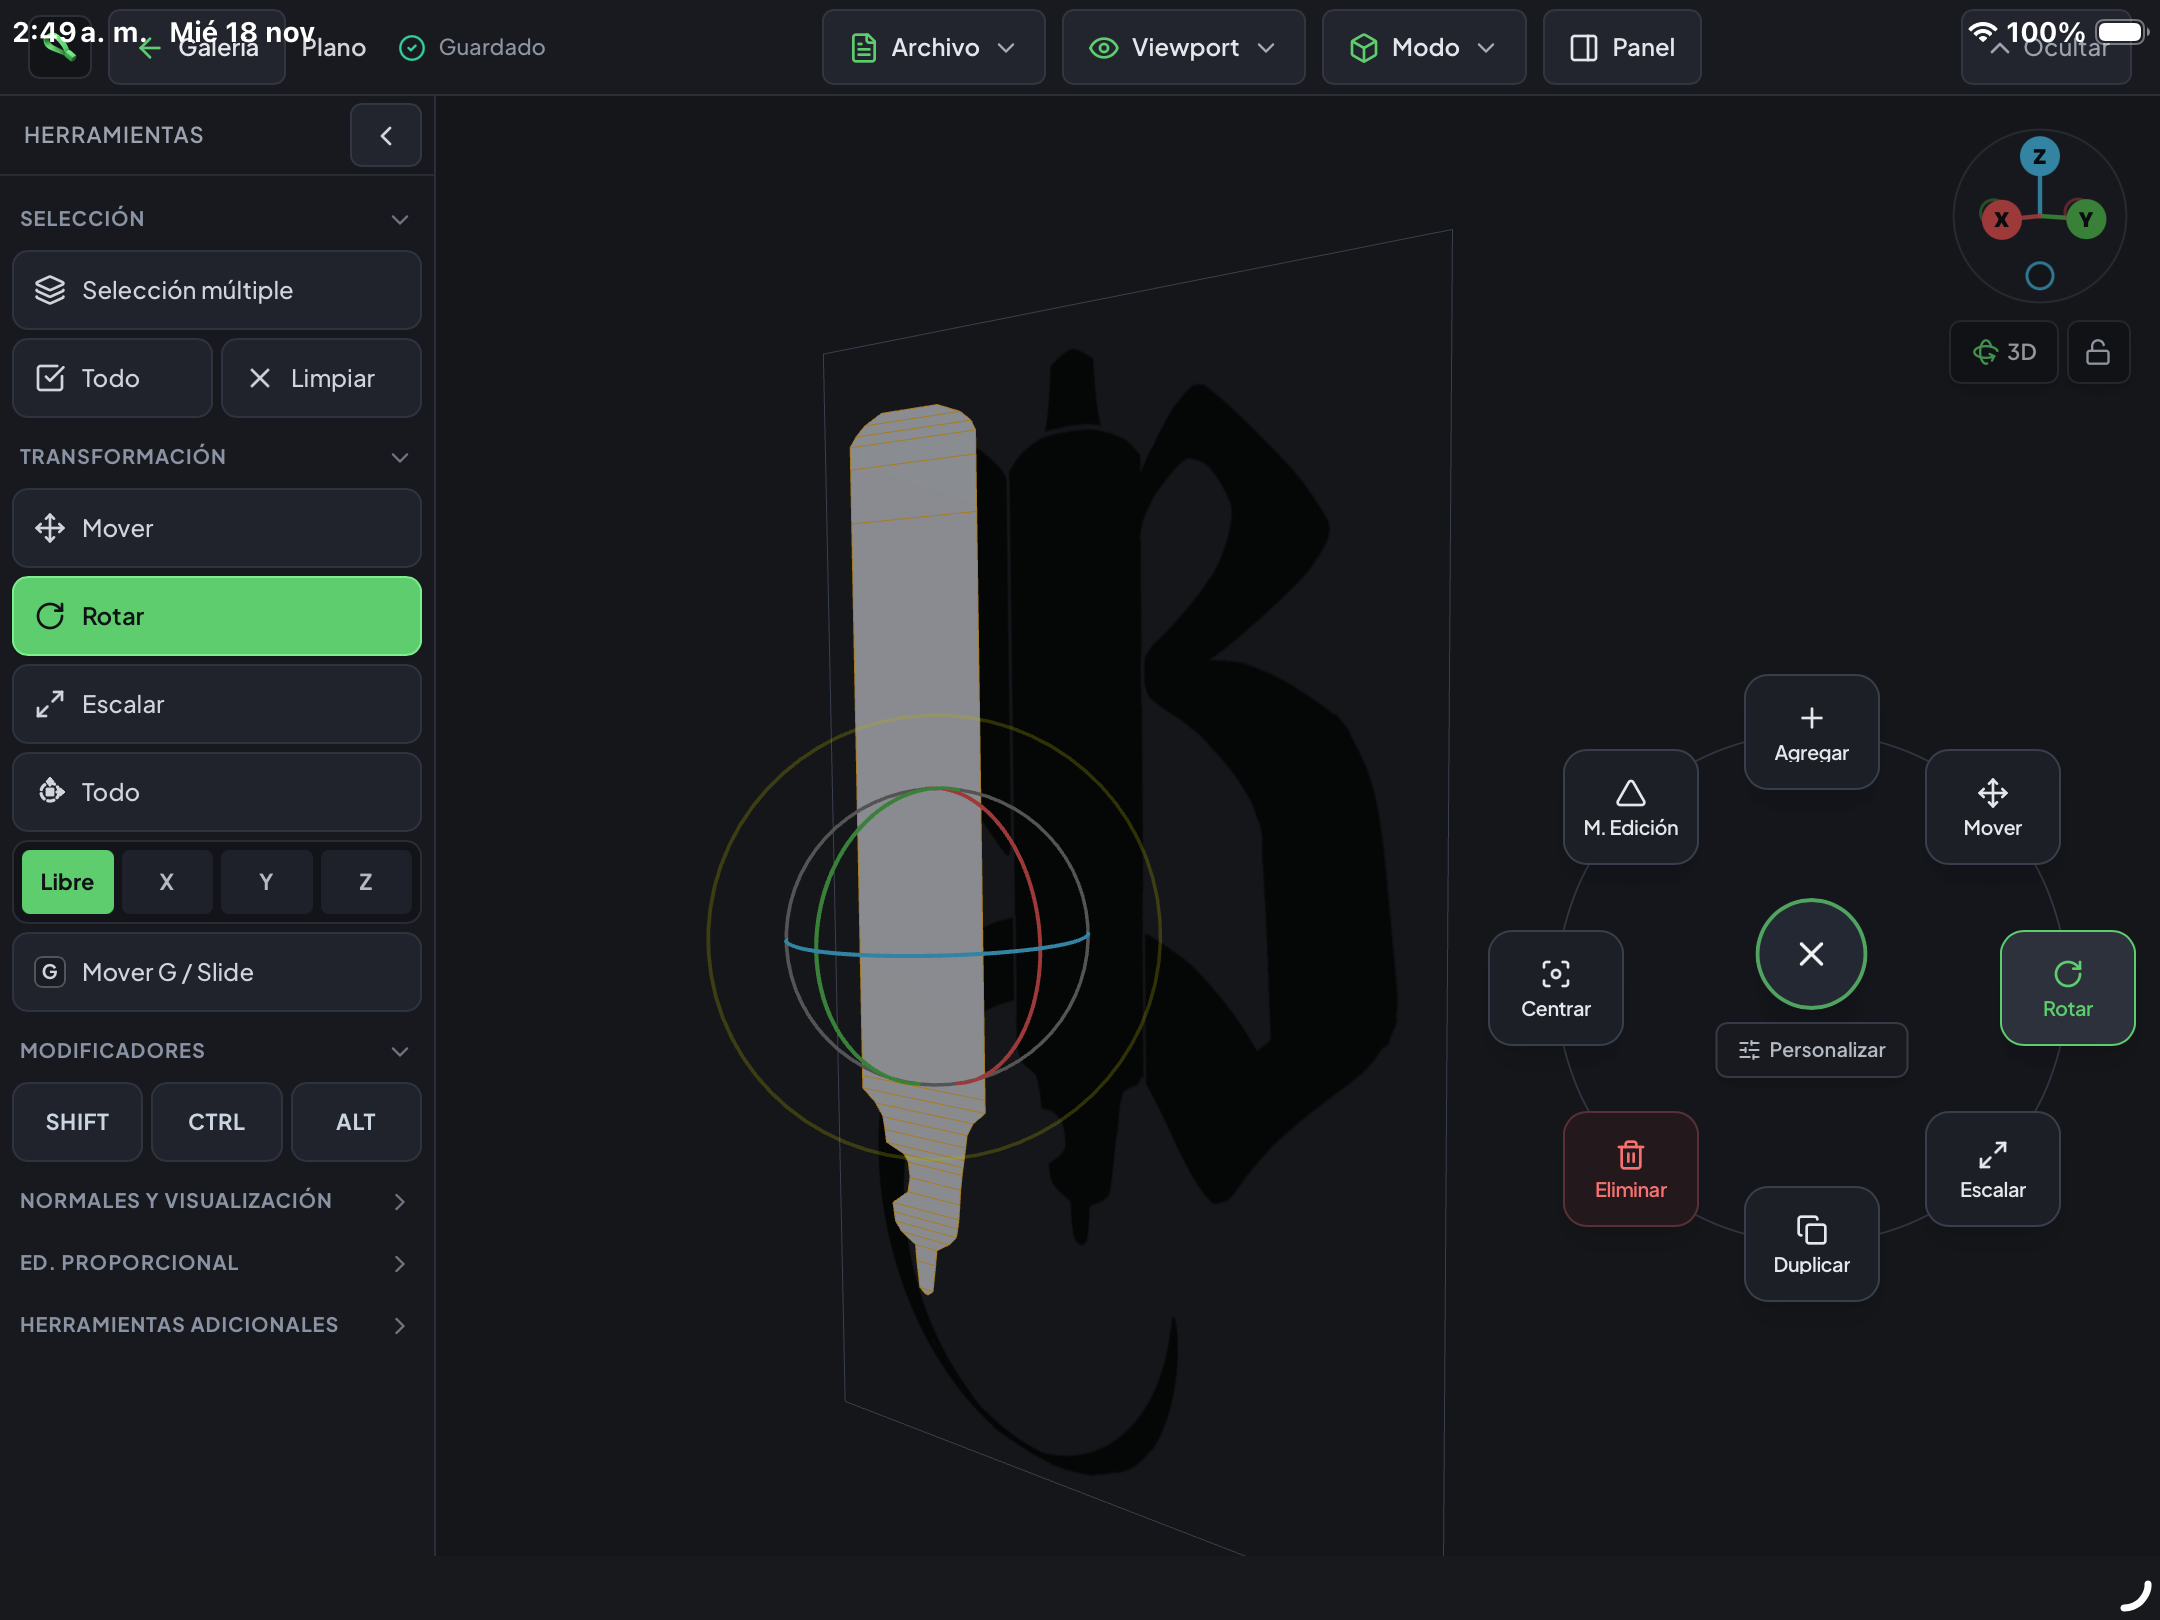 2:49 a. m. Mié 18 nov
100%
Galería
Plano
Guardado
Archivo
Viewport
Modo
Panel
Ocultar
HERRAMIENTAS
SELECCIÓN
Selección múltiple
Todo
Limpiar
TRANSFORMACIÓN
Mover
Rotar
Escalar
Todo
Libre
X
Y
Z
G
Mover G / Slide
MODIFICADORES
SHIFT
CTRL
ALT
NORMALES Y VISUALIZACIÓN
ED. PROPORCIONAL
HERRAMIENTAS ADICIONALES
Z
X
Y
3D
Agregar
M. Edición
Mover
Centrar
Rotar
Personalizar
Eliminar
Escalar
Duplicar